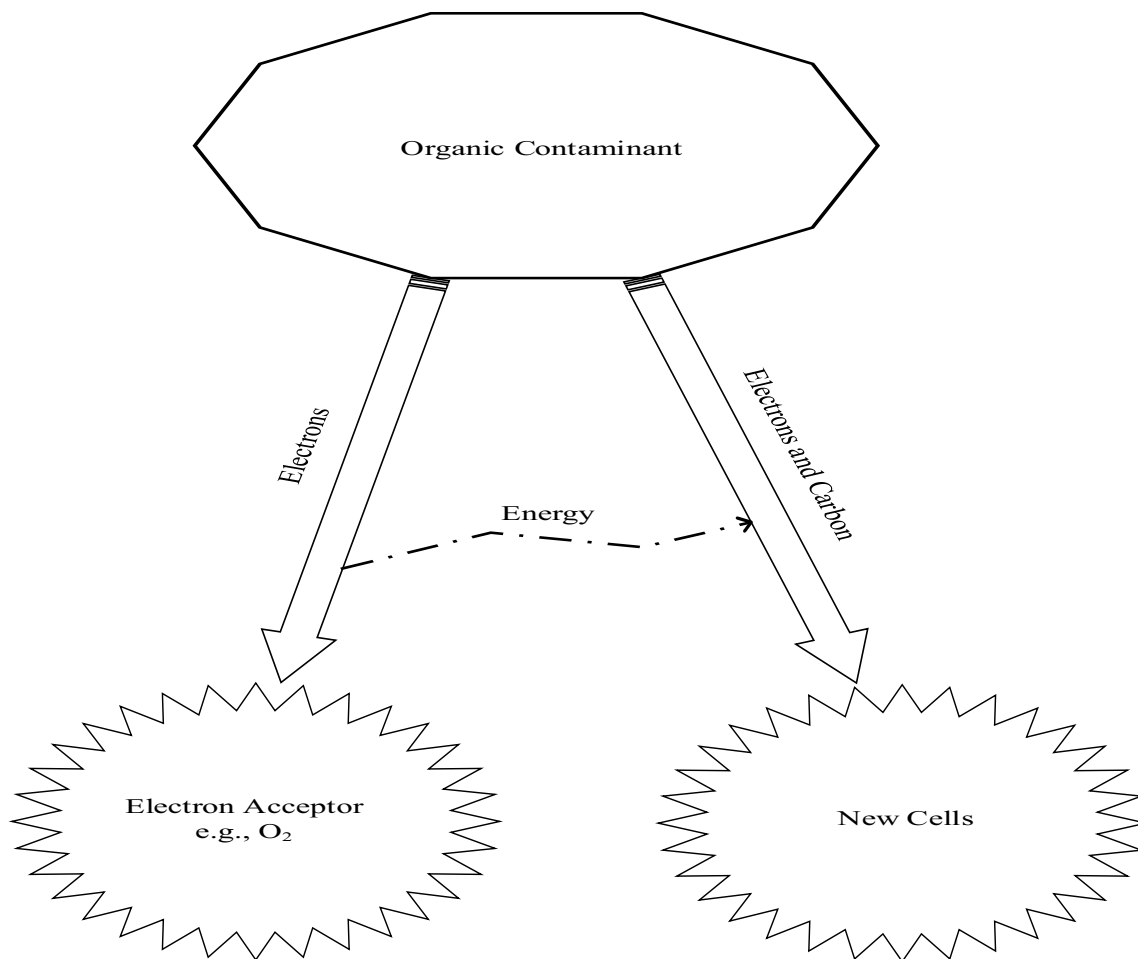 Organic Contaminant
Electrons
Electrons and Carbon
Energy
Electron Acceptor
e.g., O₂
New Cells